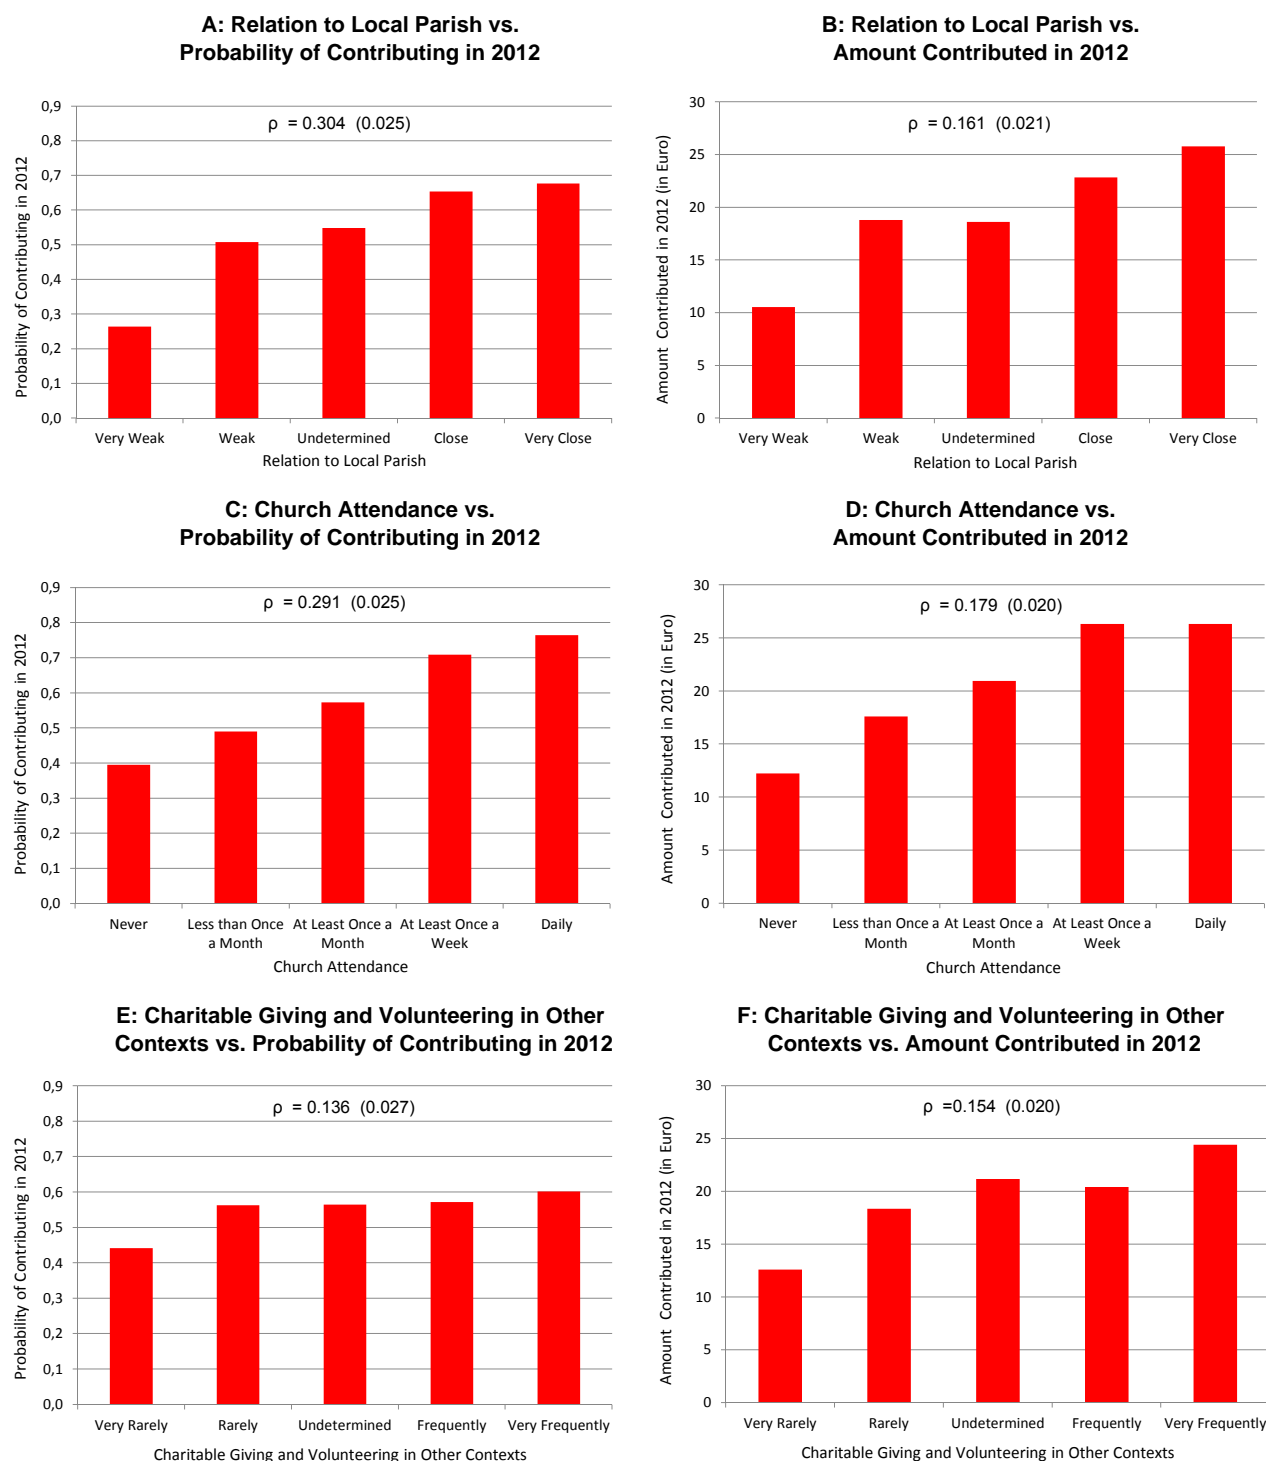 A: Relation to Local Parish vs.
Probability of Contributing in 2012
ρ = 0.304 (0.025)
Probability of Contributing in 2012
0,9
0,8
0,7
0,6
0,5
0,4
0,3
0,2
0,1
0,0
Very Weak Weak Undetermined Close Very Close
Relation to Local Parish
B: Relation to Local Parish vs.
Amount Contributed in 2012
ρ = 0.161 (0.021)
Amount Contributed in 2012 (in Euro)
30
25
20
15
10
5
0
Very Weak Weak Undetermined Close Very Close
Relation to Local Parish
C: Church Attendance vs.
Probability of Contributing in 2012
ρ = 0.291 (0.025)
Probability of Contributing in 2012
0,9
0,8
0,7
0,6
0,5
0,4
0,3
0,2
0,1
0,0
Never Less than Once At Least Once a At Least Once a Daily
a Month Month Week
Church Attendance
D: Church Attendance vs.
Amount Contributed in 2012
ρ = 0.179 (0.020)
Amount Contributed in 2012 (in Euro)
30
25
20
15
10
5
0
Never Less than Once a At Least Once a At Least Once a Daily
Month Month Week
Church Attendance
E: Charitable Giving and Volunteering in Other
Contexts vs. Probability of Contributing in 2012
ρ = 0.136 (0.027)
Probability of Contributing in 2012
0,9
0,8
0,7
0,6
0,5
0,4
0,3
0,2
0,1
0,0
Very Rarely Rarely Undetermined Frequently Very Frequently
Charitable Giving and Volunteering in Other Contexts
F: Charitable Giving and Volunteering in Other
Contexts vs. Amount Contributed in 2012
ρ =0.154 (0.020)
Amount Contributed in 2012 (in Euro)
30
25
20
15
10
5
0
Very Rarely Rarely Undetermined Frequently Very Frequently
Charitable Giving and Volunteering in Other Contexts